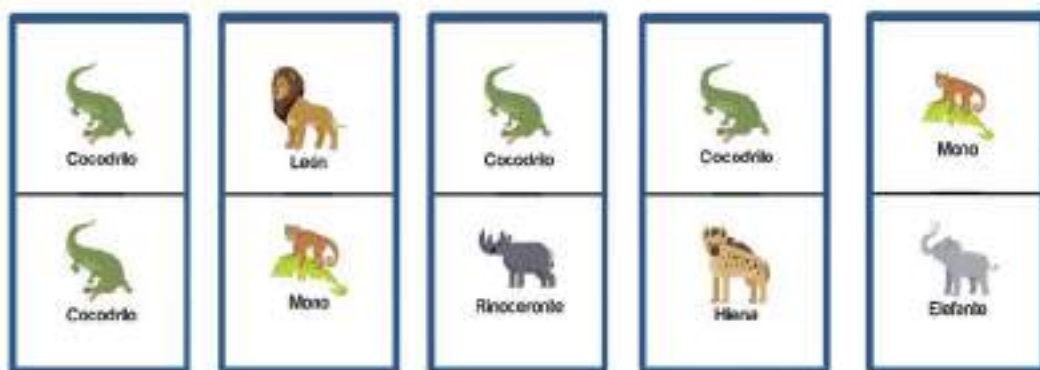 Cocodrilo
León
Cocodrilo
Cocodrilo
Mono
Cocodrilo
Mono
Rinoceronte
Hiena
Elefante